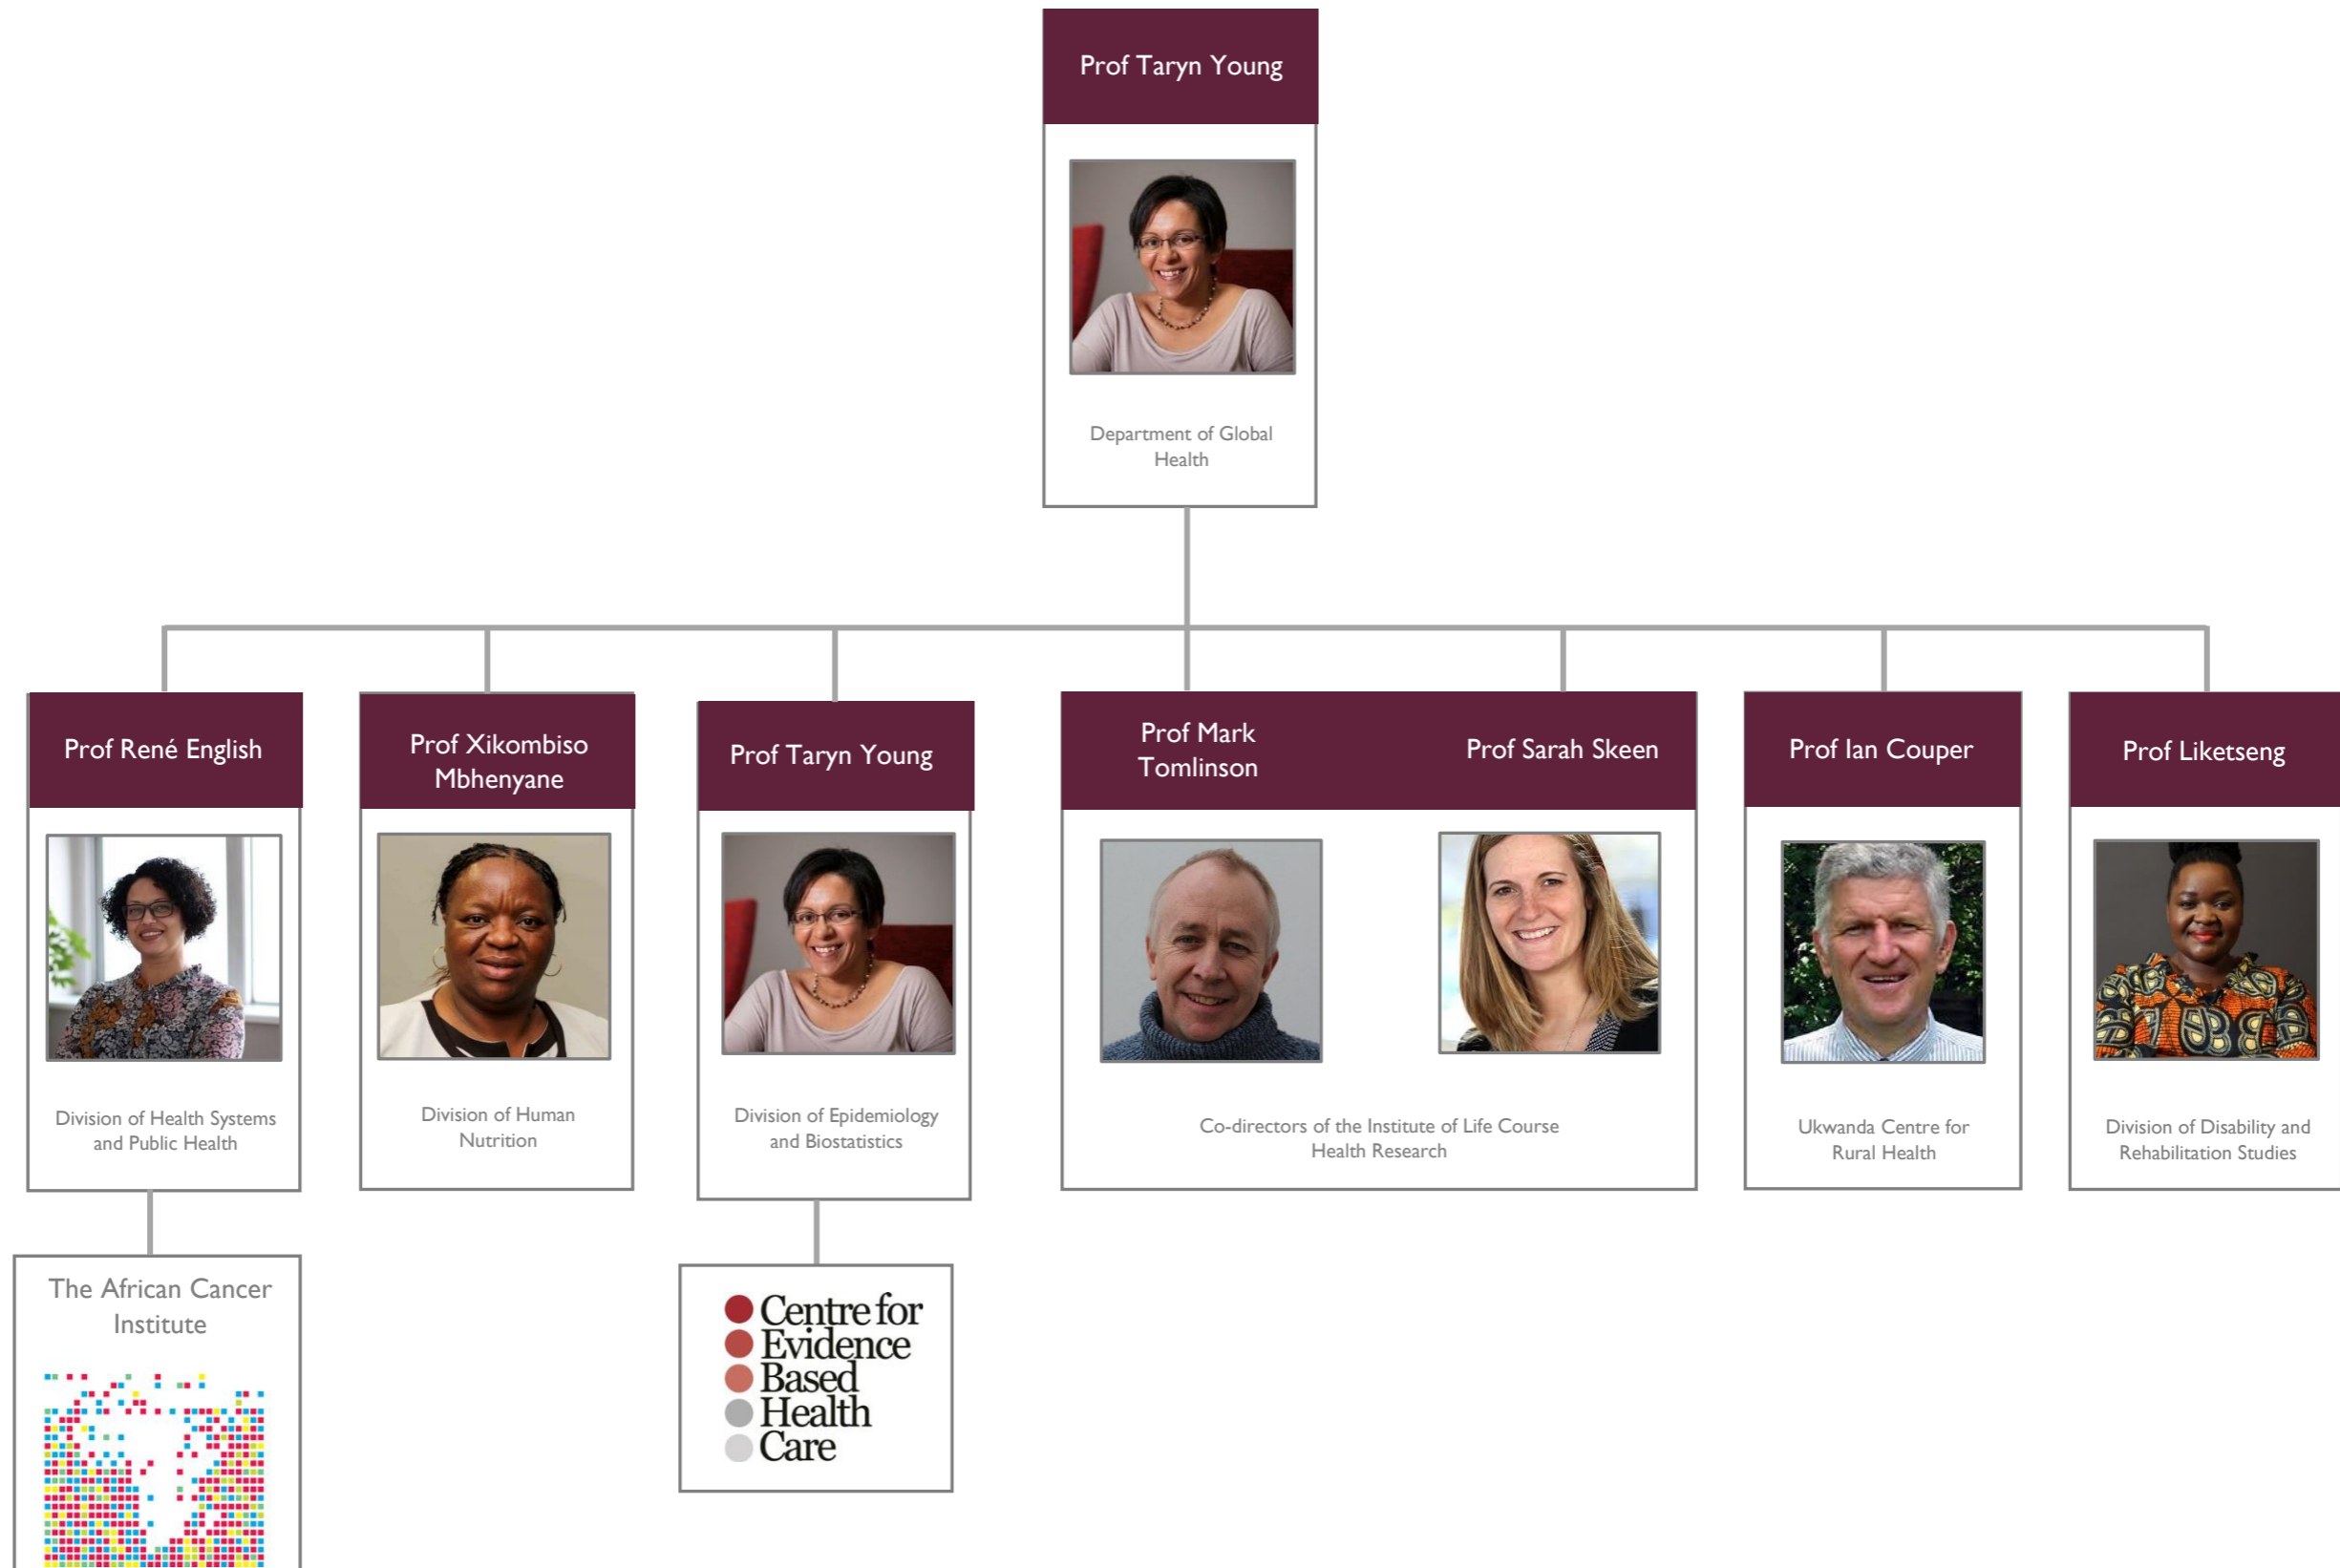 Prof Taryn Young
Department of Global
Health
Prof René English
Division of Health Systems
and Public Health
Prof Xikombiso
Mbhenyane
Division of Human
Nutrition
Prof Taryn Young
Division of Epidemiology
and Biostatistics
Prof Mark
Tomlinson
Prof Sarah Skeen
Co-directors of the Institute of Life Course
Health Research
Prof Ian Couper
Ukwanda Centre for
Rural Health
Prof Liketseng
Division of Disability and
Rehabilitation Studies
The African Cancer
Institute
Centre for
Evidence
Based
Health
Care